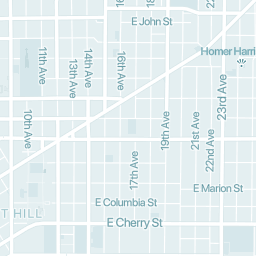 E John St
Homer Harri
11th Ave
14th Ave
16th Ave
13th Ave
10th Ave
23rd Ave
19th Ave
21st Ave
22nd Ave
17th Ave
E Marion St
E Columbia St
T HILL
E Cherry St